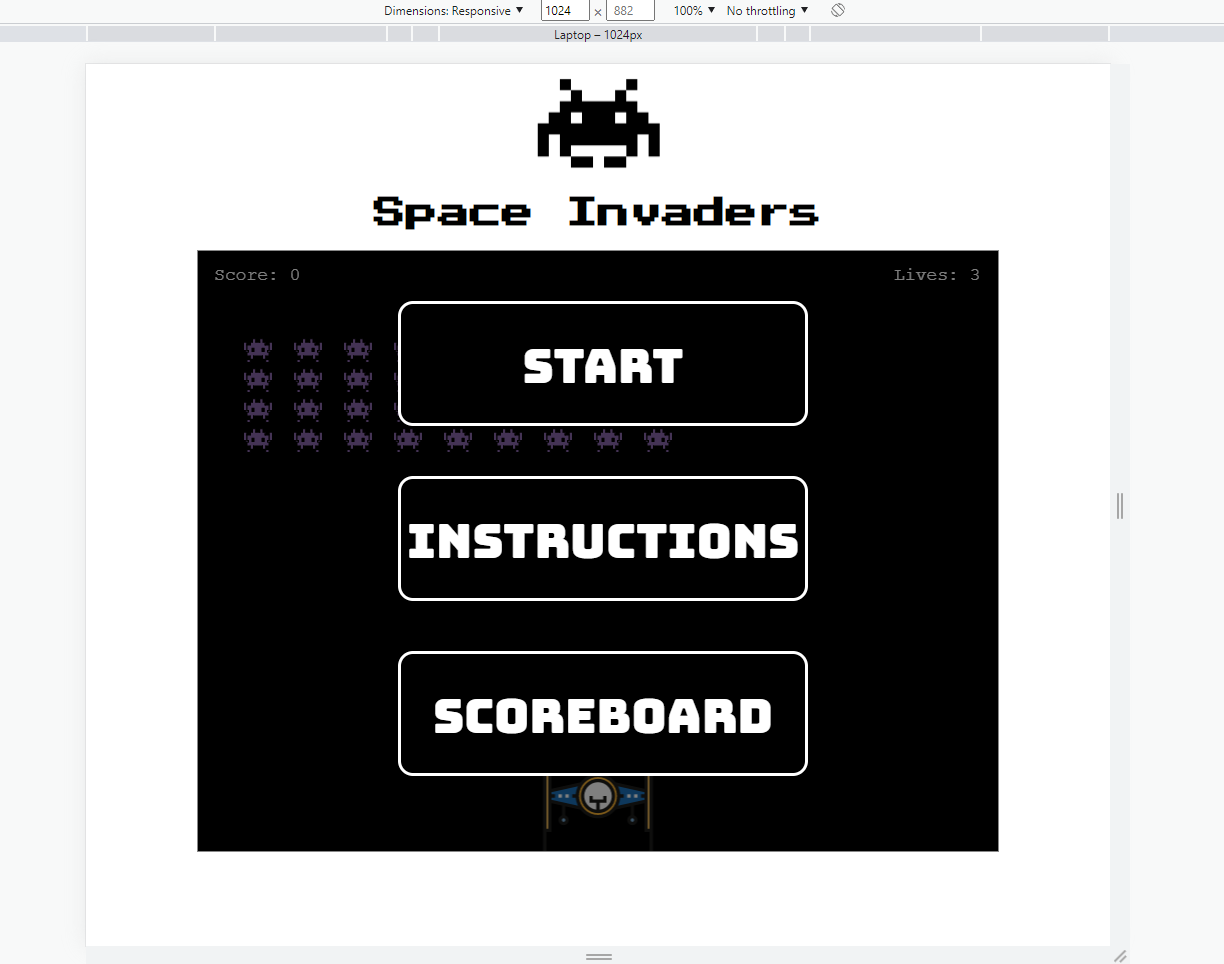 Dimensions: Responsive ▼ 1024 × 882 100% ▼ No throttling ▼
Laptop – 1024px
Space Invaders
Score: 0 Lives: 3
START
INSTRUCTIONS
SCOREBOARD